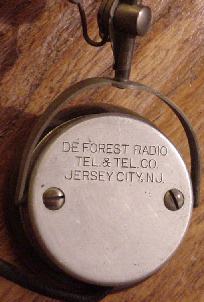 DE FOREST RADIO
TEL. & TEL. CO.
JERSEY CITY, N.J.